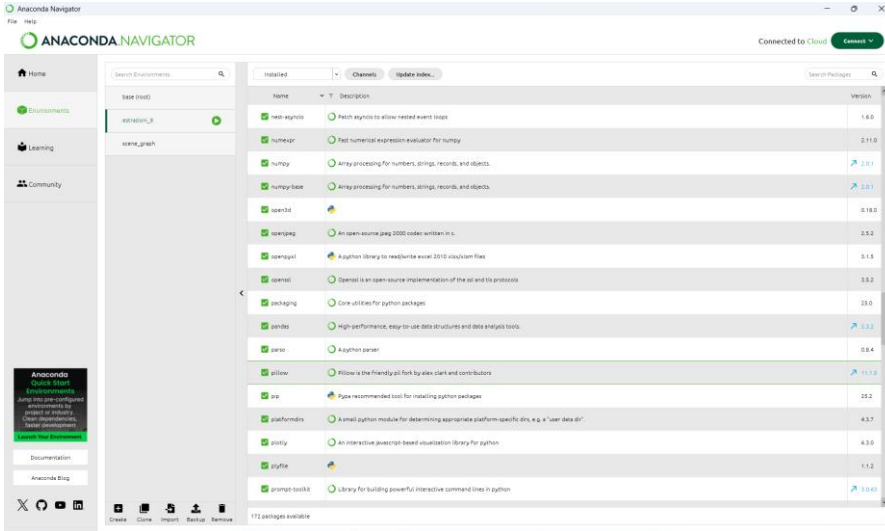 Anaconda Navigator
File Help
ANACONDA.NAVIGATOR
Connected to Cloud
Connect
Home
Environments
Learning
Community
Search Environments
base (root)
scene_graph
Installed
Channels
Update index...
Search Packages
Name Description Version
nest-asyncio Patch asyncio to allow nested event loops 1.6.0
numexpr Fast numerical expression evaluator for numpy 2.11.0
numpy Array processing for numbers, strings, records, and objects. 2.0.1
numpy-base Array processing for numbers, strings, records, and objects. 2.0.1
open3d 0.18.0
openjpeg An open-source jpeg 2000 codec written in c. 2.5.2
openpyxl A python library to read/write excel 2010 xlsx/xlsm files 3.1.5
openssl Openssl is an open-source implementation of the ssl and tls protocols
packaging Core utilities for python packages 25.0
pandas High-performance, easy-to-use data structures and data analysis tools.
parso A python parser 0.8.4
pillow Pillow is the friendly pil fork by alex clark and contributors
pip Pypa recommended tool for installing python packages 25.2
platformdirs A small python module for determining appropriate platform-specific dirs, e.g. a "user data dir". 4.3.7
plotly An interactive javascript-based visualization library for python 6.3.0
plyfile 1.1.2
prompt-toolkit Library for building powerful interactive command lines in python
172 packages available
Anaconda
Quick Start
Environments
Jump into pre-configured
environments by
project or industry.
Clean dependencies,
faster development
Launch Your Environment
Documentation
Anaconda Blog
Create Clone Import Backup Remove